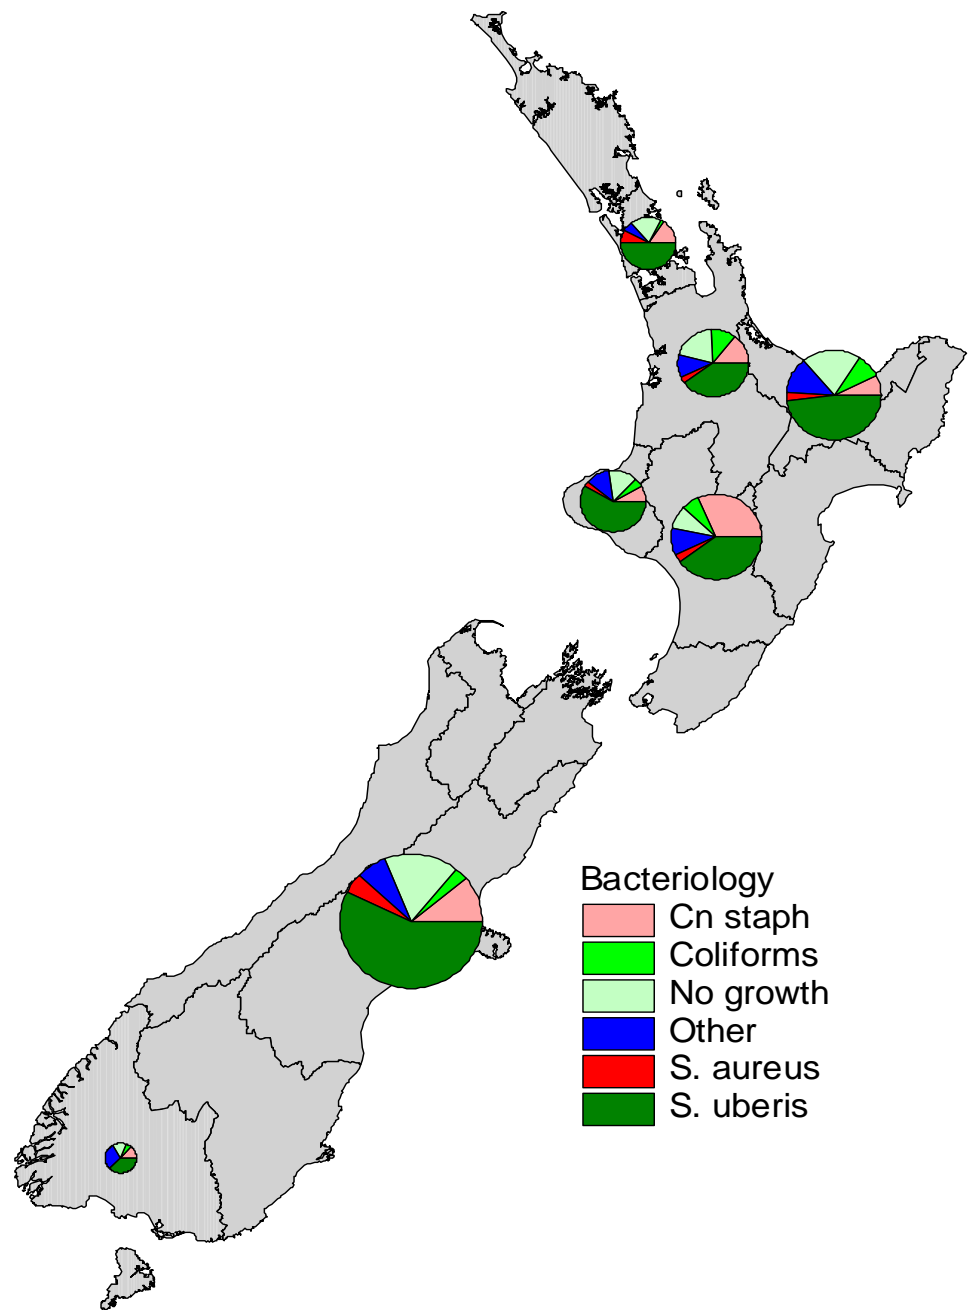 Bacteriology
Cn staph
Coliforms
No growth
Other
S. aureus
S. uberis